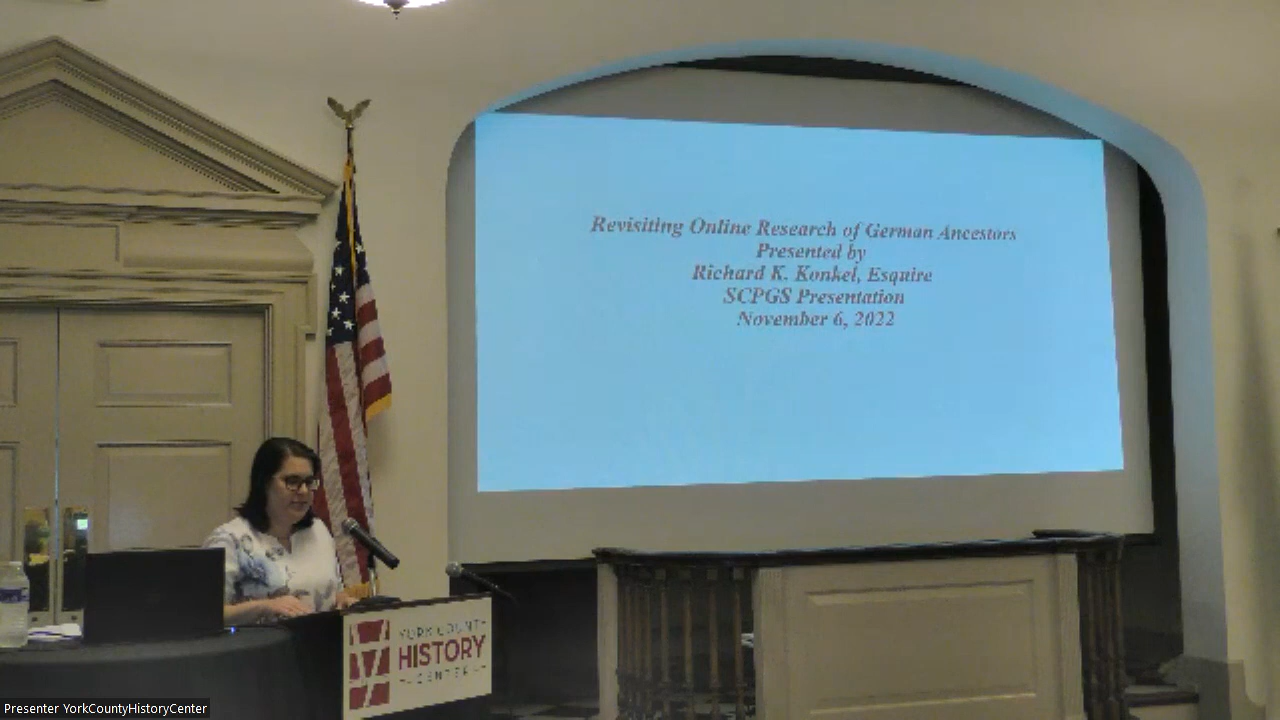 Revisiting Online Research of German Ancestors
Presented by
Richard K. Konkel, Esquire
SCPGS Presentation
November 6, 2022
YORK COUNTY
HISTORY
CENTER
Presenter YorkCountyHistoryCenter